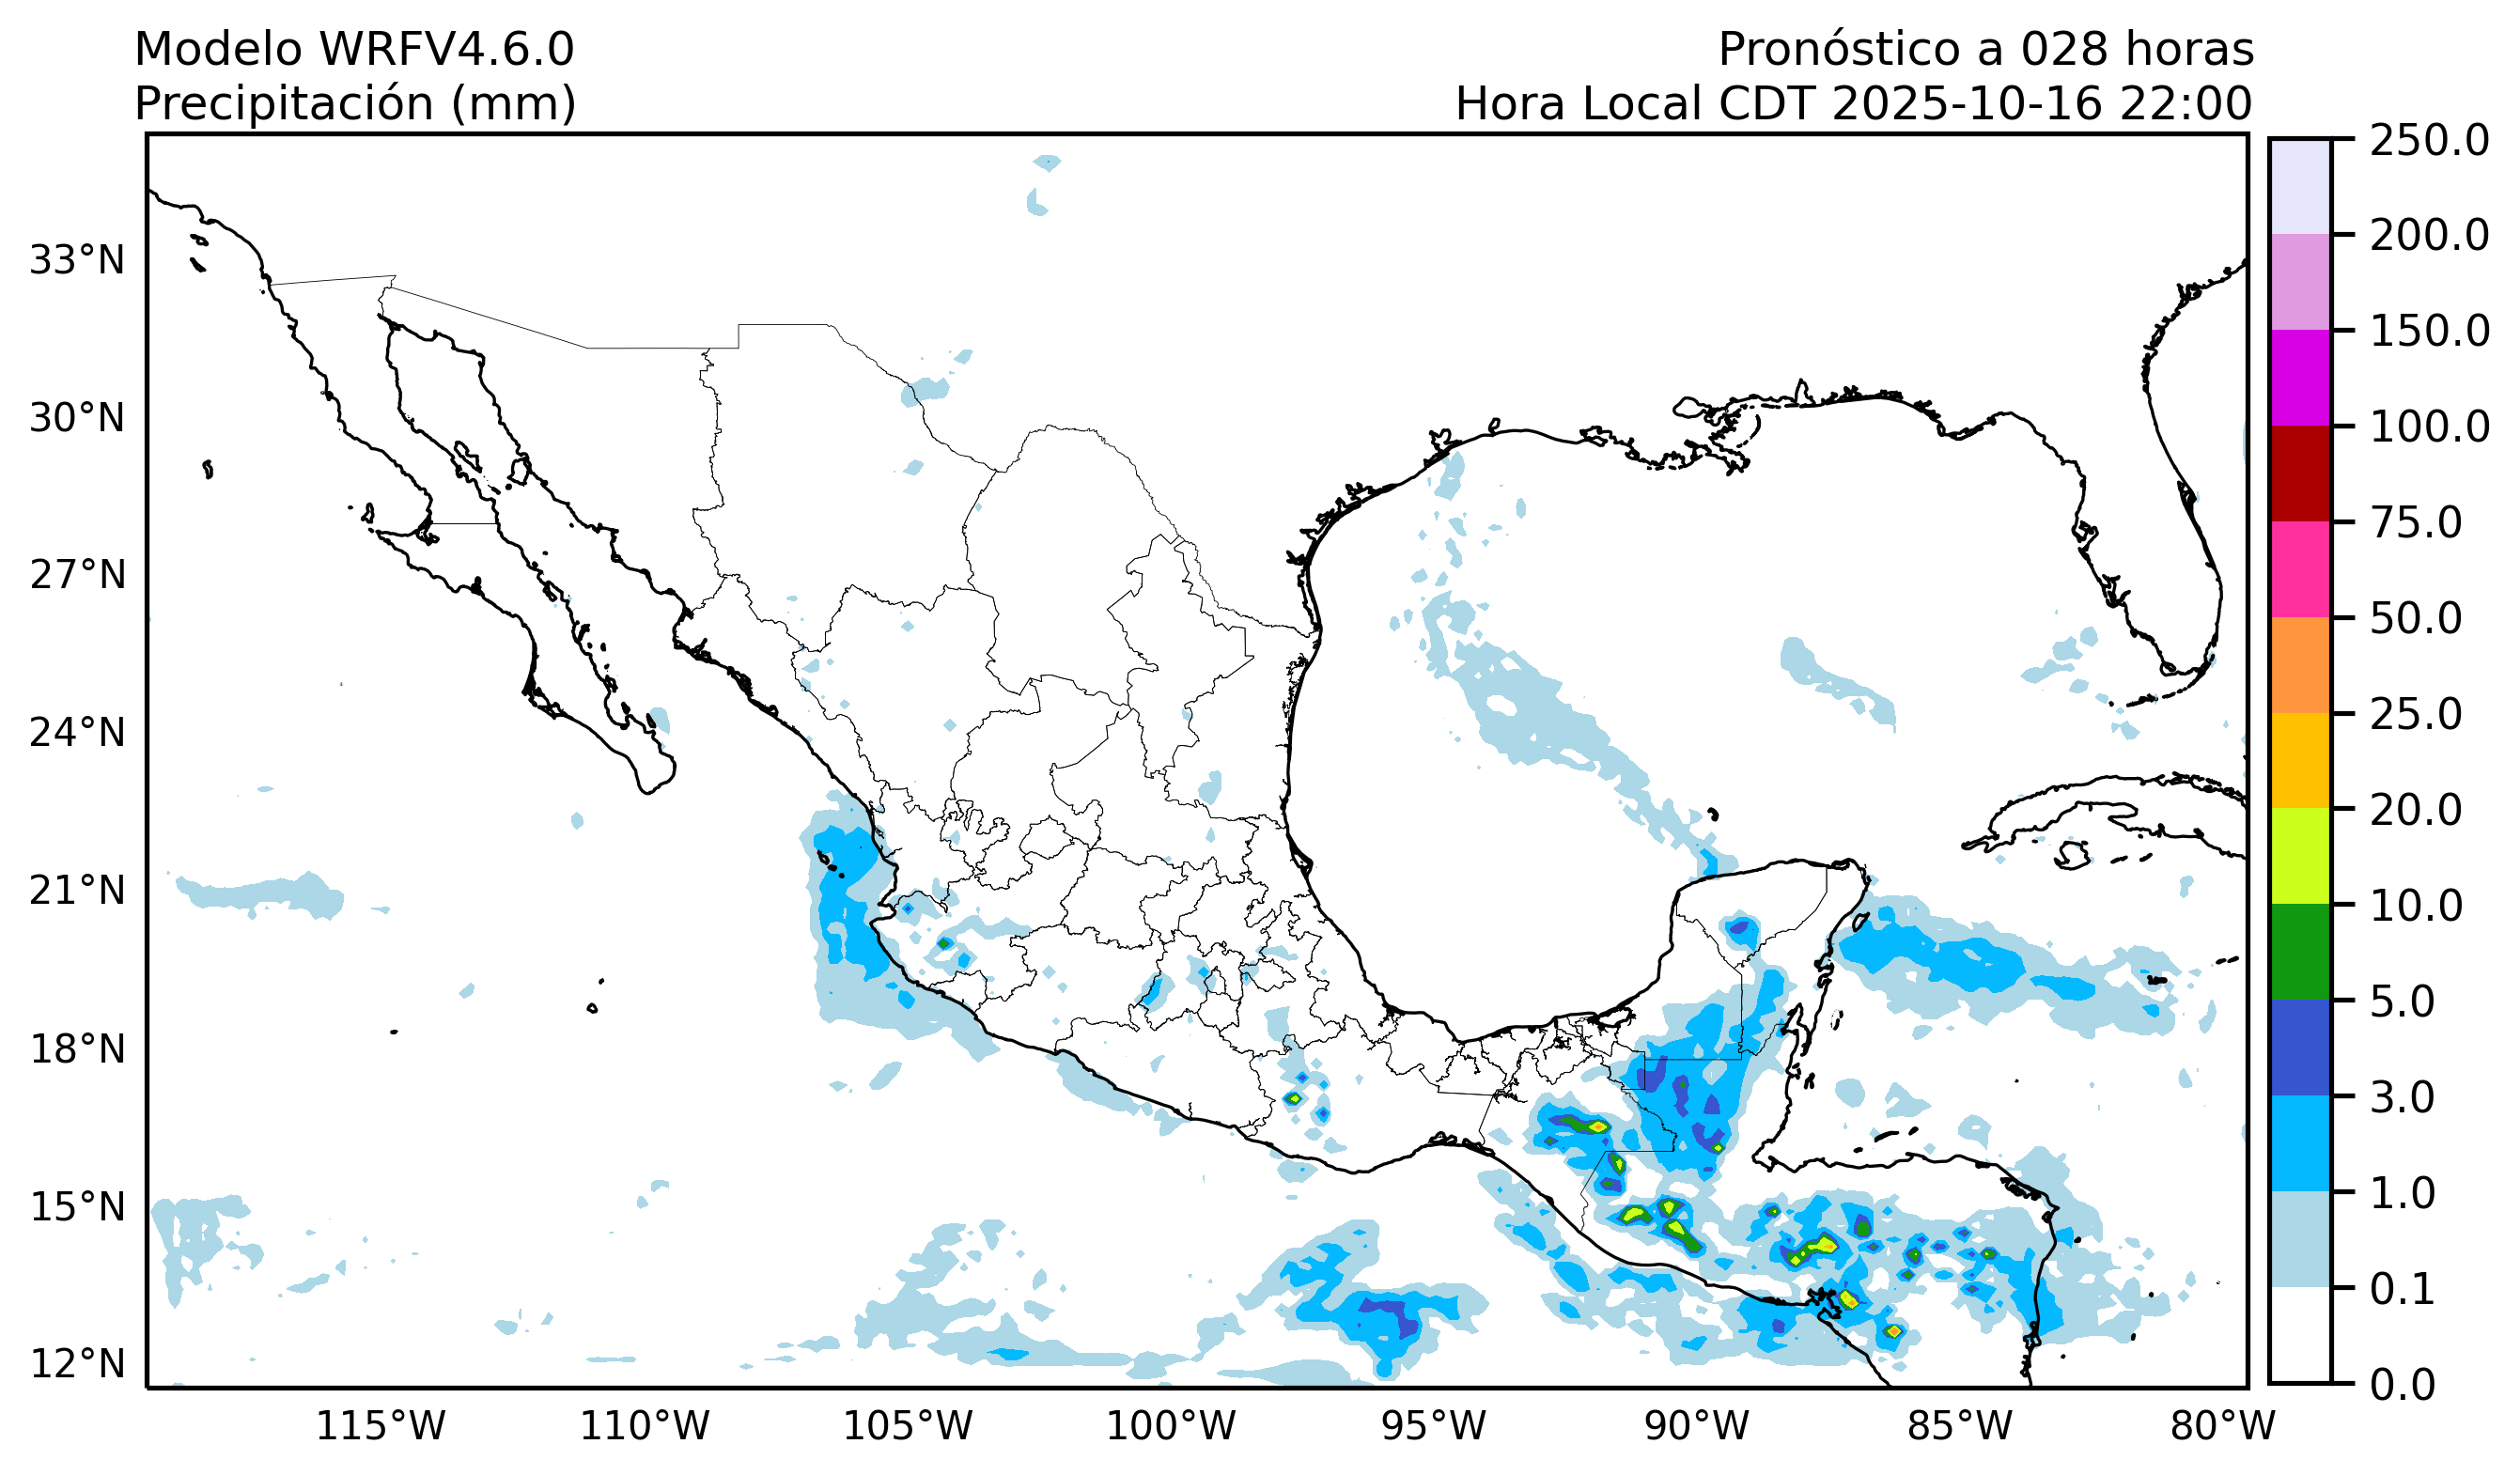 Modelo WRFV4.6.0
Precipitación (mm)
Pronóstico a 028 horas
Hora Local CDT 2025-10-16 22:00
33°N
30°N
27°N
24°N
21°N
18°N
15°N
12°N
115°W
110°W
105°W
100°W
95°W
90°W
85°W
80°W
250.0
200.0
150.0
100.0
75.0
50.0
25.0
20.0
10.0
5.0
3.0
1.0
0.1
0.0